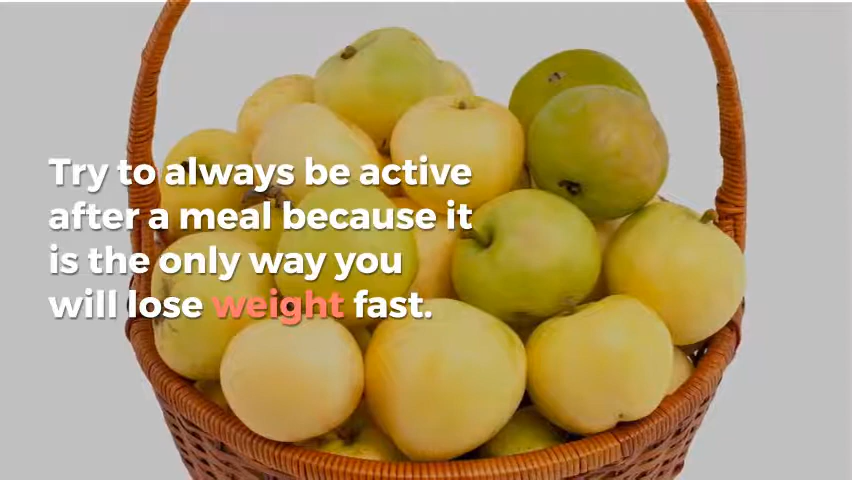 Try to always be active
after a meal because it
is the only way you
will lose weight fast.